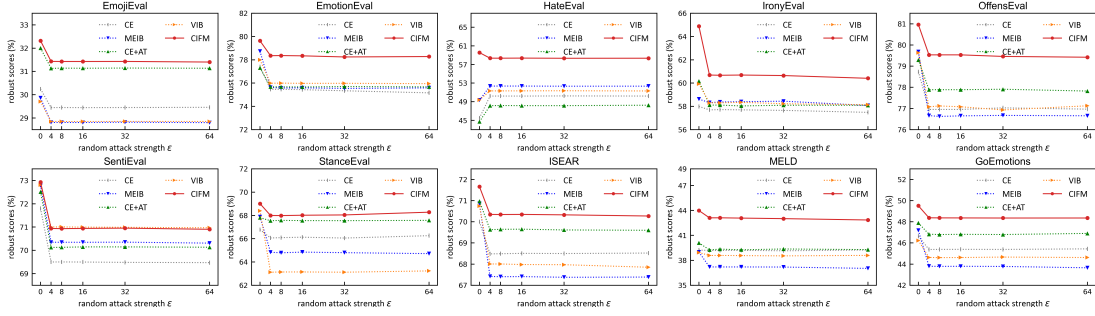 EmojiEval
robust scores (%)
33
32
31
30
29
CE
MEIB
CE+AT
VIB
CIFM
0 4 8 16 32 64
random attack strength ε
EmotionEval
robust scores (%)
82
80
78
76
74
72
CE
MEIB
CE+AT
VIB
CIFM
0 4 8 16 32 64
random attack strength ε
HateEval
robust scores (%)
65
61
57
53
49
45
CE
MEIB
CE+AT
VIB
CIFM
0 4 8 16 32 64
random attack strength ε
IronyEval
robust scores (%)
66
64
62
60
58
56
CE
MEIB
CE+AT
VIB
CIFM
0 4 8 16 32 64
random attack strength ε
OffensEval
robust scores (%)
81
80
79
78
77
76
CE
MEIB
CE+AT
VIB
CIFM
0 4 8 16 32 64
random attack strength ε
SentiEval
robust scores (%)
73
72
71
70
69
CE
MEIB
CE+AT
VIB
CIFM
0 4 8 16 32 64
random attack strength ε
StanceEval
robust scores (%)
72
70
68
66
64
62
CE
MEIB
CE+AT
VIB
CIFM
0 4 8 16 32 64
random attack strength ε
ISEAR
robust scores (%)
72
71
70
69
68
67
CE
MEIB
CE+AT
VIB
CIFM
0 4 8 16 32 64
random attack strength ε
MELD
robust scores (%)
49
47
45
43
41
39
37
35
CE
MEIB
CE+AT
VIB
CIFM
0 4 8 16 32 64
random attack strength ε
GoEmotions
robust scores (%)
52
50
48
46
44
42
CE
MEIB
CE+AT
VIB
CIFM
0 4 8 16 32 64
random attack strength ε